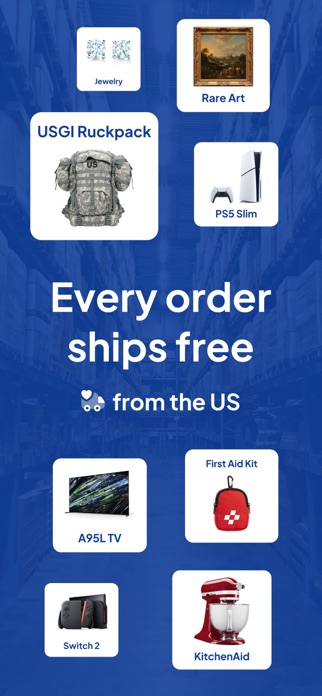 Jewelry
Rare Art
USGI Ruckpack
US
PS5 Slim
Every order
ships free
from the US
First Aid Kit
A95L TV
Switch 2
KitchenAid